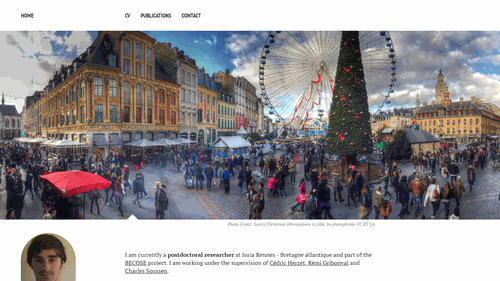 HOME CV PUBLICATIONS CONTACT
Photo Credit: Sunny Christmas athmosphere in Lille, by photophilde. CC BY SA
I am currently a postdoctoral researcher at Inria Rennes - Bretagne atlantique and part of the
BECOSE project. I am working under the supervision of Cédric Herzet, Rémi Gribonval and
Charles Soussen.